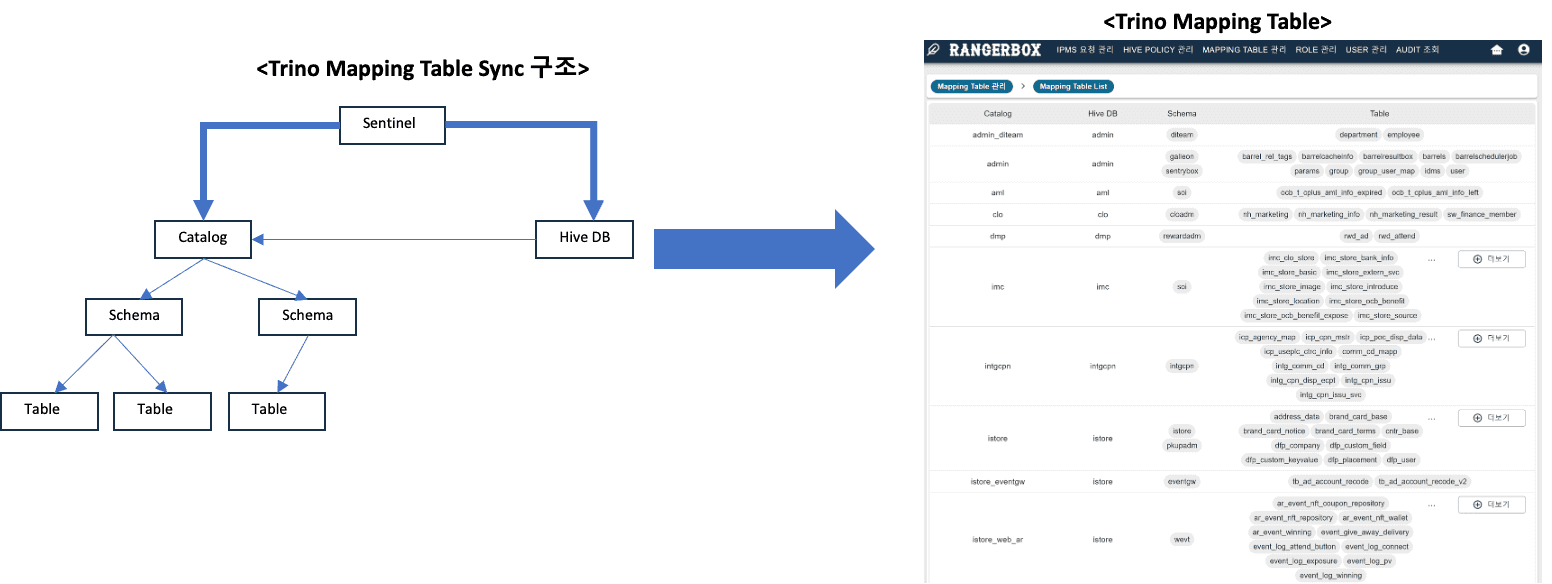 <Trino Mapping Table Sync 구조>
Sentinel
Catalog
Hive DB
Schema
Schema
Table
Table
Table
<Trino Mapping Table>
RANGERBOX IPMS 요청 관리 HIVE POLICY 관리 MAPPING TABLE 관리 ROLE 관리 USER 관리 AUDIT 조회
Mapping Table 관리 > Mapping Table List
Catalog Hive DB Schema Table
admin_diteam admin diteam department employee
admin admin galleon sentrybox
barrel_rel_tags barrelcacheinfo barrelresultbox barrels barrelschedulerjob
params group group_user_map idms user
aml aml soi ocb_t_cplus_aml_info_expired ocb_t_cplus_aml_info_left
clo clo cloadm nh_marketing nh_marketing_info nh_marketing_result sw_finance_member
dmp dmp rewardadm rwd_ad rwd_attend
imc imc soi
imc_clo_store imc_store_bank_info ... 더보기
imc_store_basic imc_store_extern_svc
imc_store_image imc_store_introduce
imc_store_location imc_store_ocb_benefit
imc_store_ocb_benefit_expose imc_store_source
intgcpn intgcpn intgcpn
icp_agency_map icp_cpn_mstr icp_poc_disp_data ... 더보기
icp_useplc_ctrc_info comm_cd_mapp
intg_comm_cd intg_comm_grp
intg_cpn_disp_ecpt intg_cpn_issu
intg_cpn_issu_svc
istore istore istore pkupadm
address_data brand_card_base ... 더보기
brand_card_notice brand_card_terms cntr_base
dfp_company dfp_custom_field
dfp_custom_keyvalue dfp_placement dfp_user
istore_eventgw istore eventgw tb_ad_account_recode tb_ad_account_recode_v2
istore_web_ar istore wevt
ar_event_nft_coupon_repository ... 더보기
ar_event_nft_repository ar_event_nft_wallet
ar_event_winning event_give_away_delivery
event_log_attend_button event_log_connect
event_log_exposure event_log_pv
event_log_winning